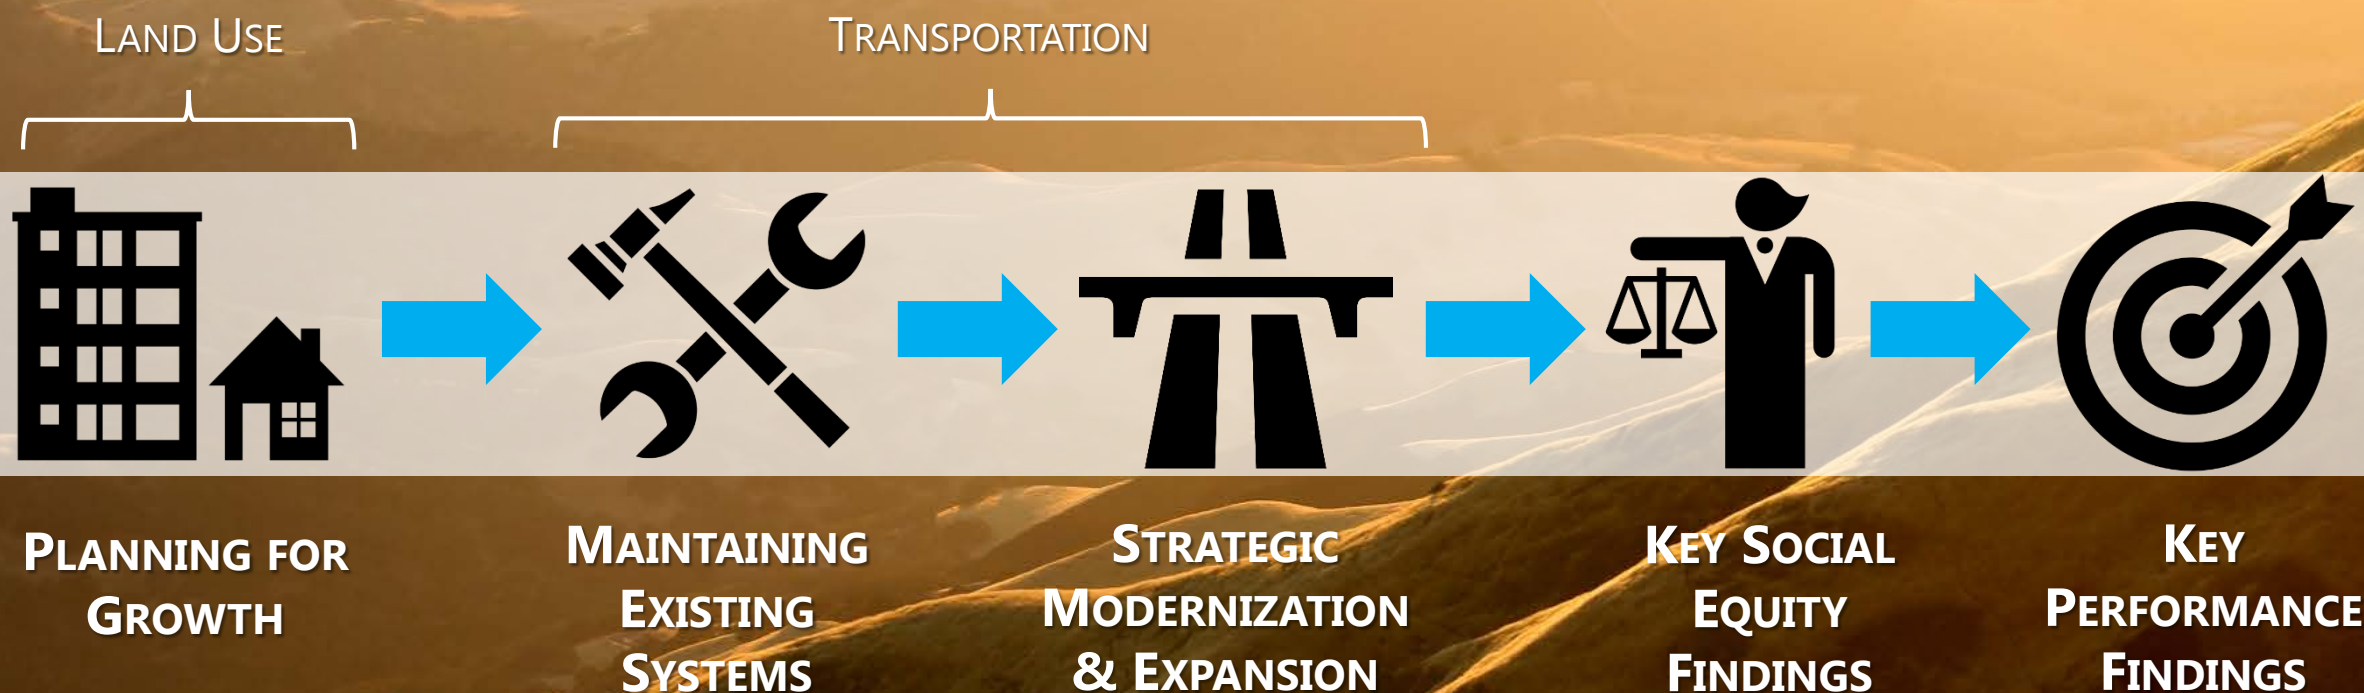 LAND USE
TRANSPORTATION
PLANNING FOR
GROWTH
MAINTAINING
EXISTING
SYSTEMS
STRATEGIC
MODERNIZATION
& EXPANSION
KEY SOCIAL
EQUITY
FINDINGS
KEY
PERFORMANCE
FINDINGS